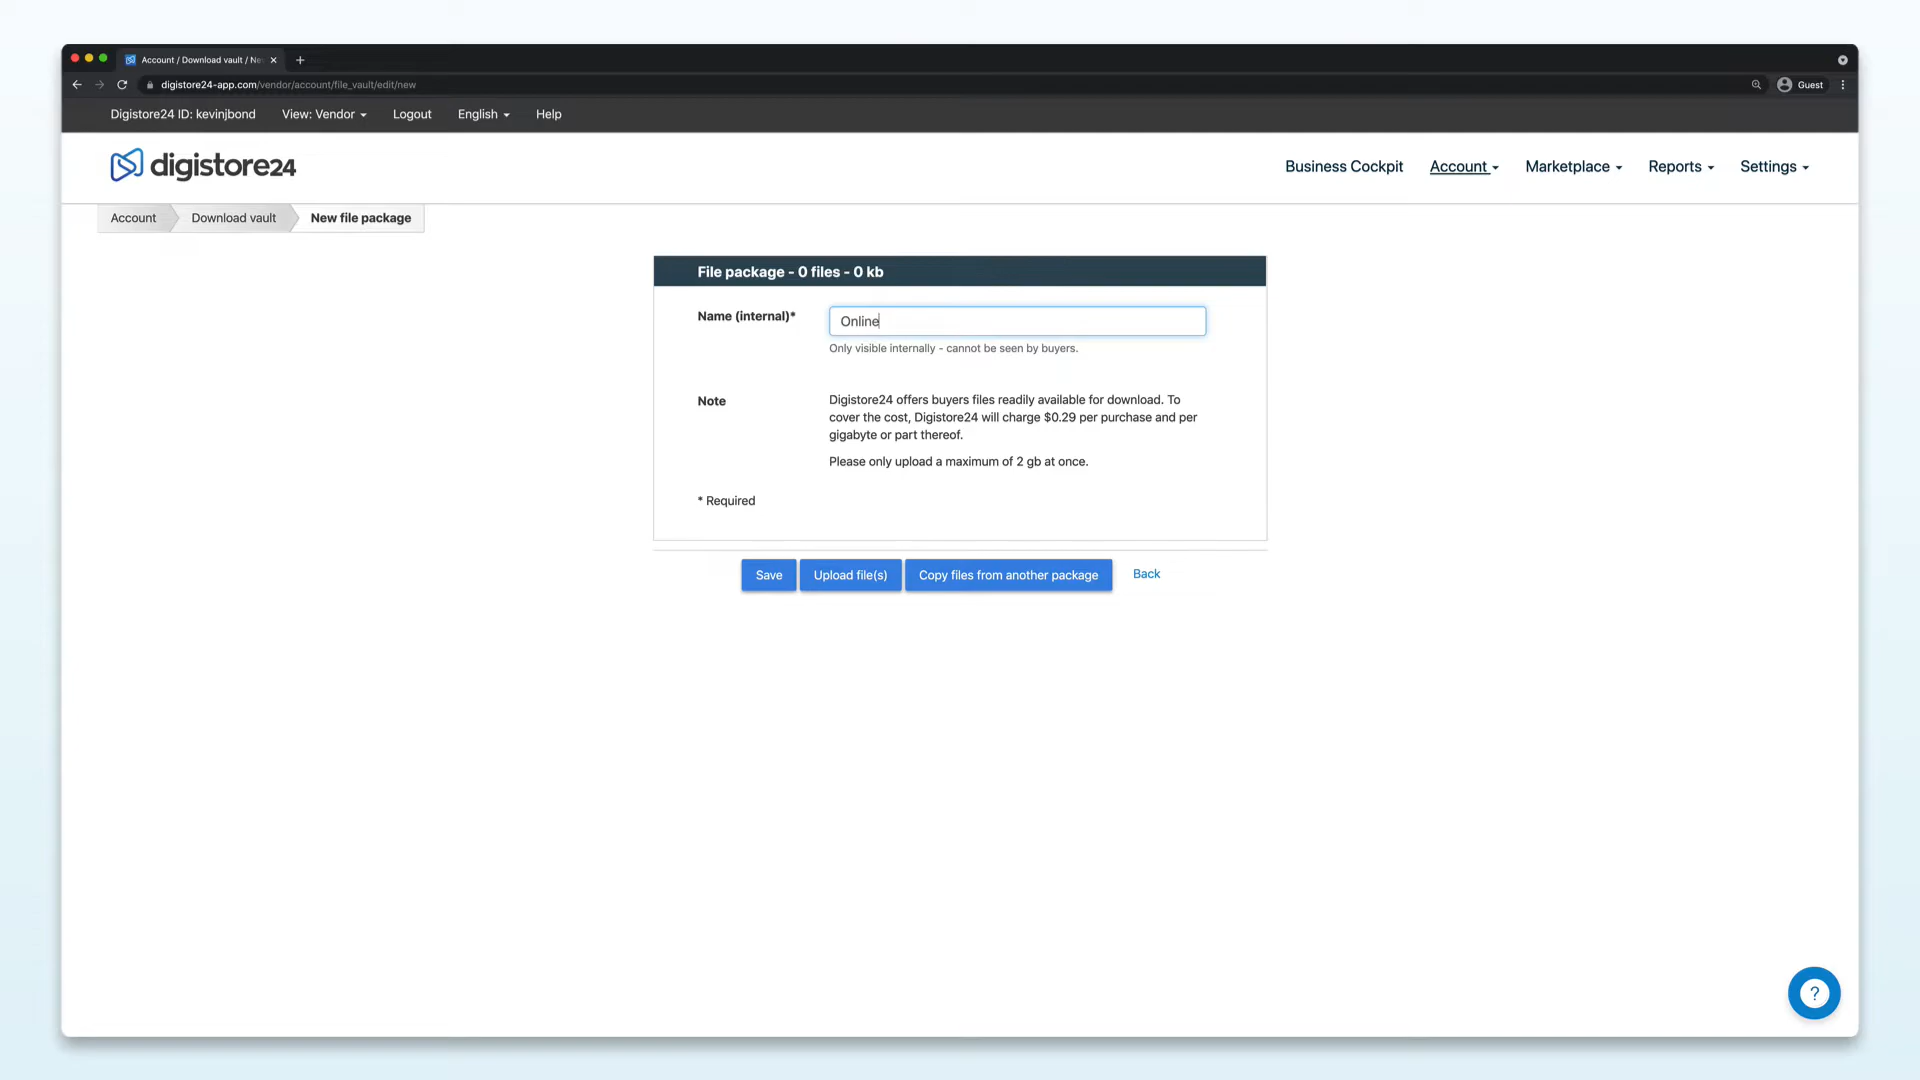 Account / Download vault / Ne
digistore24-app.com/vendor/account/file_vault/edit/new
Guest
Digistore24 ID: kevinjbond View: Vendor Logout English Help
digistore24
Business Cockpit Account Marketplace Reports Settings
Account Download vault New file package
File package - 0 files - 0 kb
Name (internal)* Online
Only visible internally - cannot be seen by buyers.
Note Digistore24 offers buyers files readily available for download. To
cover the cost, Digistore24 will charge $0.29 per purchase and per
gigabyte or part thereof.
Please only upload a maximum of 2 gb at once.
* Required
Save Upload file(s) Copy files from another package Back
?